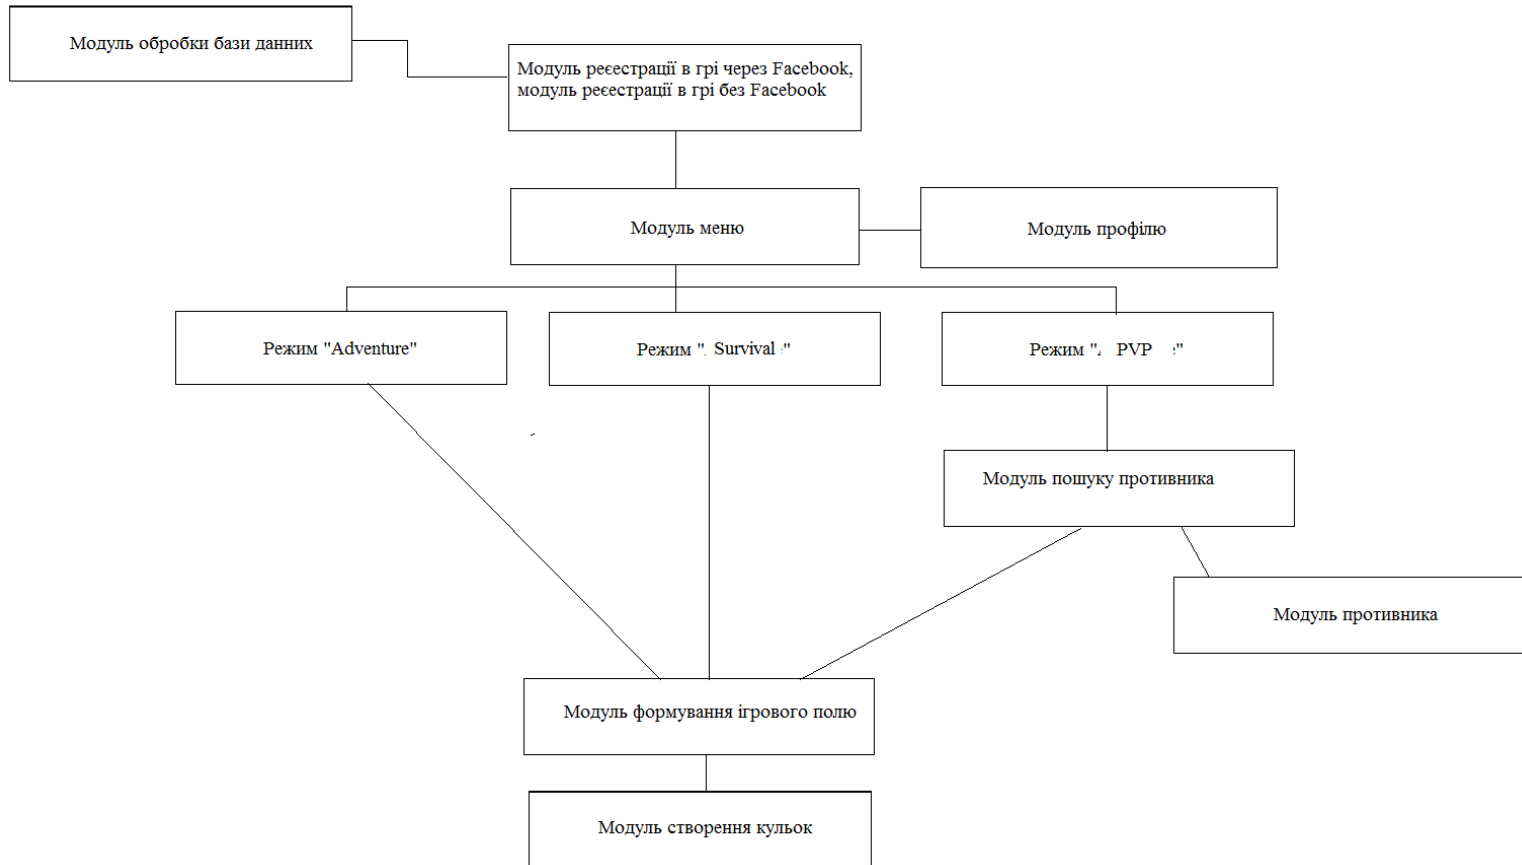 Модуль обробки бази данних
Модуль реєстрації в грі через Facebook,
модуль реєстрації в грі без Facebook
Модуль меню
Модуль профілю
Режим "Adventure"
Режим " Survival "
Режим " PVP "
Модуль пошуку противника
Модуль противника
Модуль формування ігрового полю
Модуль створення кульок